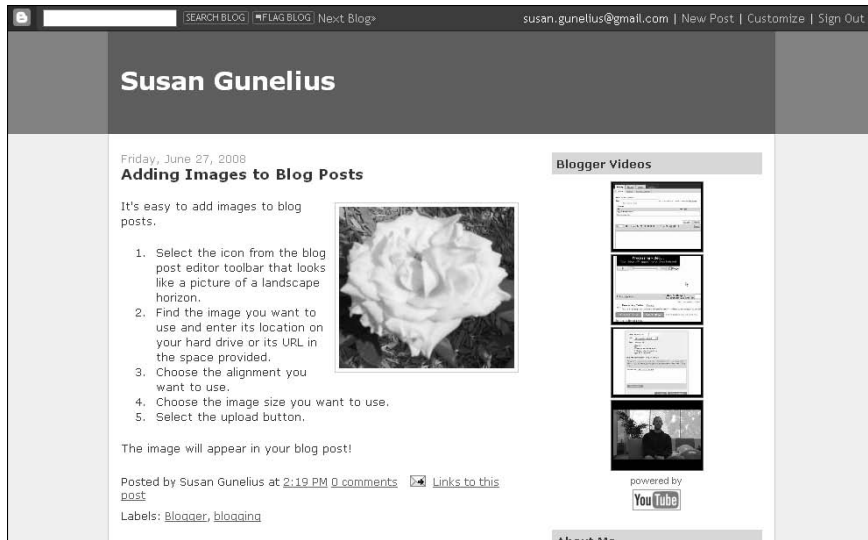 SEARCH BLOG FLAG BLOG Next Blog»
susan.gunelius@gmail.com | New Post | Customize | Sign Out
Susan Gunelius
Friday, June 27, 2008
Adding Images to Blog Posts
It's easy to add images to blog
posts.
1. Select the icon from the blog
post editor toolbar that looks
like a picture of a landscape
horizon.
2. Find the image you want to
use and enter its location on
your hard drive or its URL in
the space provided.
3. Choose the alignment you
want to use.
4. Choose the image size you want to use.
5. Select the upload button.
The image will appear in your blog post!
Posted by Susan Gunelius at 2:19 PM 0 comments Links to this
post
Labels: Blogger, blogging
Blogger Videos
powered by
YouTube
About Me